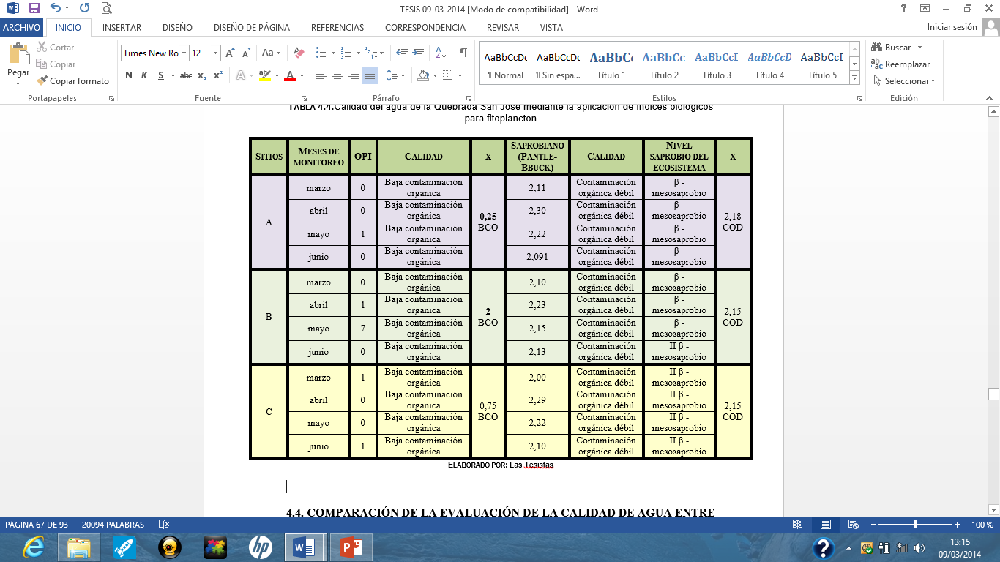 TESIS 09-03-2014 [Modo de compatibilidad] - Word
ARCHIVO INICIO INSERTAR DISEÑO DISEÑO DE PÁGINA REFERENCIAS CORRESPONDENCIA REVISAR VISTA Iniciar sesión
Pegar
Cortar
Copiar
Copiar formato
Portapapeles
Times New Ro 12
N K S abc x₂ x²
Fuente
Párrafo
AaBbCcDc AaBbCcDc AaBbC AaBbCc AaBbCcI AaBbCcD AaBbCcI
¶ Normal ¶ Sin espa... Título 1 Título 2 Título 3 Título 4 Título 5
Estilos
Buscar
Reemplazar
Seleccionar
Edición
TABLA 4.4.Calidad del agua de la Quebrada San José mediante la aplicación de índices biológicos
para fitoplancton
SITIOS MESES DE MONITOREO OPI CALIDAD X SAPROBIANO (PANTLE-BBUCK) CALIDAD NIVEL SAPROBIO DEL ECOSISTEMA X
A marzo 0 Baja contaminación orgánica 0,25 BCO 2,11 Contaminación orgánica débil β - mesosaprobio 2,18 COD
abril 0 Baja contaminación orgánica 2,30 Contaminación orgánica débil β - mesosaprobio
mayo 1 Baja contaminación orgánica 2,22 Contaminación orgánica débil β - mesosaprobio
junio 0 Baja contaminación orgánica 2,091 Contaminación orgánica débil β - mesosaprobio
B marzo 0 Baja contaminación orgánica 2 BCO 2,10 Contaminación orgánica débil β - mesosaprobio 2,15 COD
abril 1 Baja contaminación orgánica 2,23 Contaminación orgánica débil β - mesosaprobio
mayo 7 Baja contaminación orgánica 2,15 Contaminación orgánica débil β - mesosaprobio
junio 0 Baja contaminación orgánica 2,13 Contaminación orgánica débil II β - mesosaprobio
C marzo 1 Baja contaminación orgánica 0,75 BCO 2,00 Contaminación orgánica débil II β - mesosaprobio 2,15 COD
abril 0 Baja contaminación orgánica 2,29 Contaminación orgánica débil II β - mesosaprobio
mayo 0 Baja contaminación orgánica 2,22 Contaminación orgánica débil II β - mesosaprobio
junio 1 Baja contaminación orgánica 2,10 Contaminación orgánica débil II β - mesosaprobio
ELABORADO POR: Las Tesistas
4.4. COMPARACIÓN DE LA EVALUACIÓN DE LA CALIDAD DE AGUA ENTRE
PÁGINA 67 DE 93 20094 PALABRAS 100 %
13:15
09/03/2014